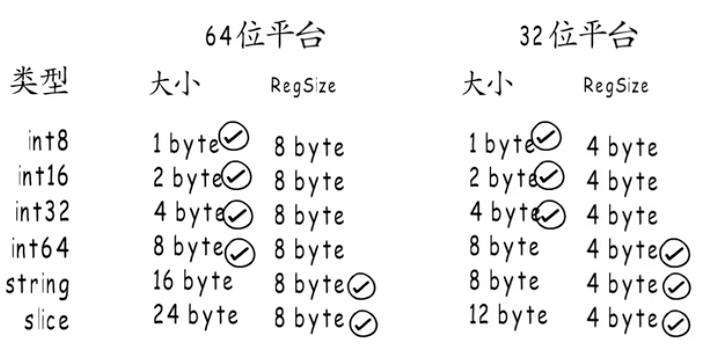 64位平台 32位平台
类型 大小 RegSize 大小 RegSize
int8 1 byte 8 byte 1 byte 4 byte
int16 2 byte 8 byte 2 byte 4 byte
int32 4 byte 8 byte 4 byte 4 byte
int64 8 byte 8 byte 8 byte 4 byte
string 16 byte 8 byte 8 byte 4 byte
slice 24 byte 8 byte 12 byte 4 byte